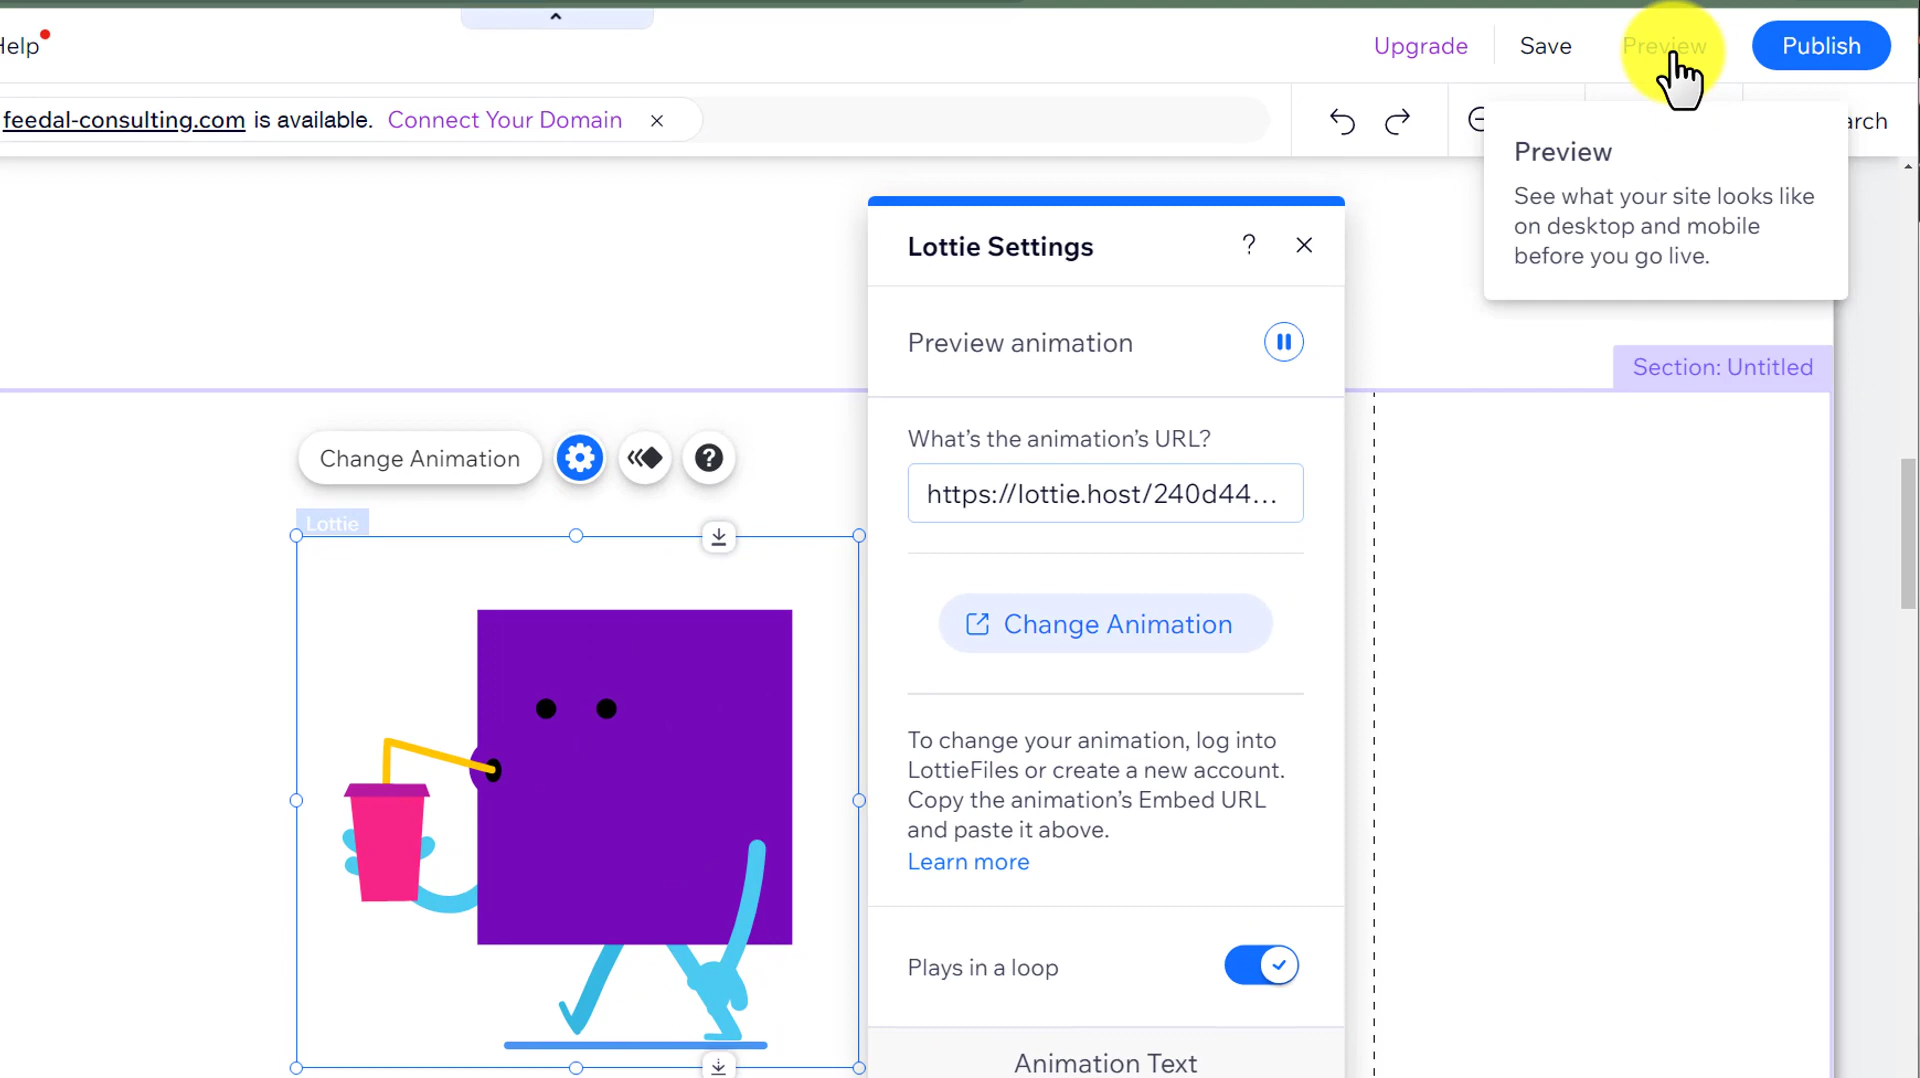 Help
Upgrade
Save
Preview
Publish
feedal-consulting.com is available. Connect Your Domain
arch
Preview
See what your site looks like
on desktop and mobile
before you go live.
Lottie Settings
?
Preview animation
Section: Untitled
What's the animation's URL?
https://lottie.host/240d44...
Change Animation
?
Lottie
Change Animation
To change your animation, log into
LottieFiles or create a new account.
Copy the animation's Embed URL
and paste it above.
Learn more
Plays in a loop
Animation Text